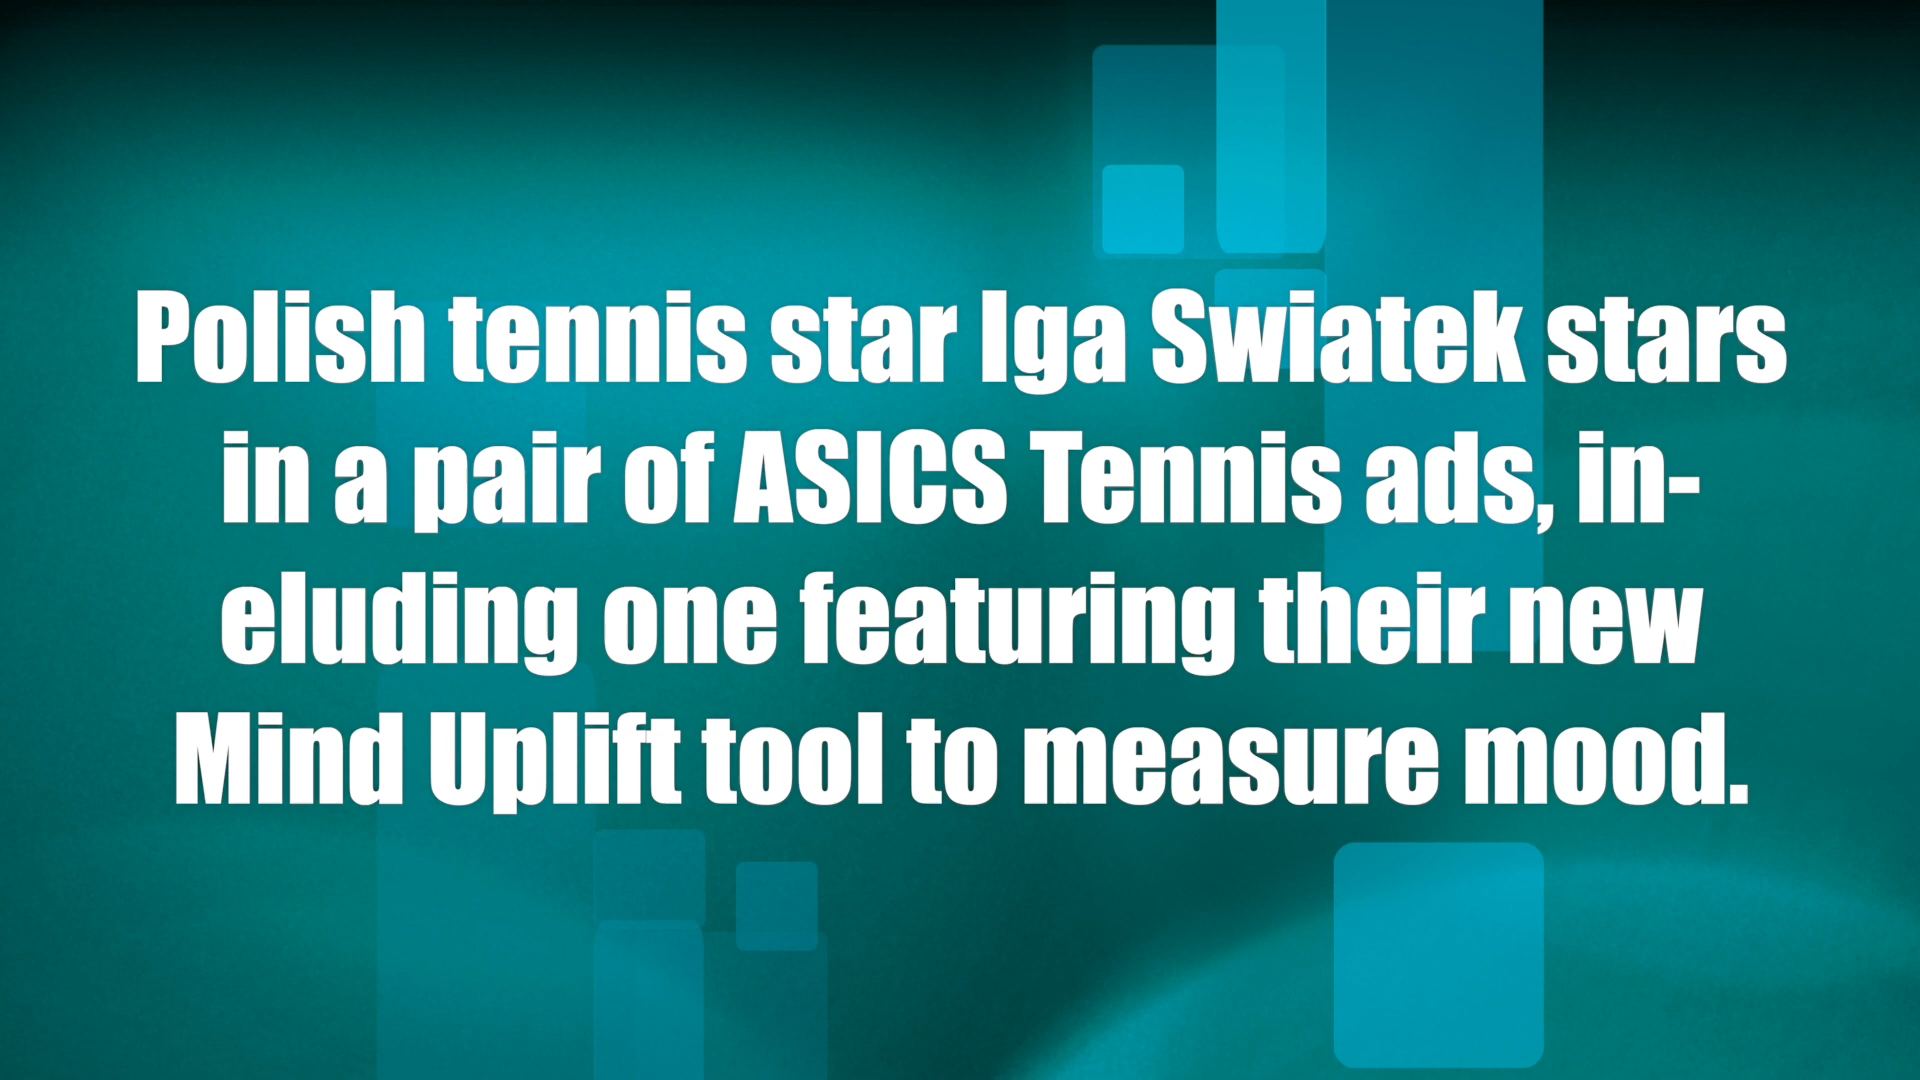 Polish tennis star Iga Swiatek stars
in a pair of ASICS Tennis ads, in-
eluding one featuring their new
Mind Uplift tool to measure mood.